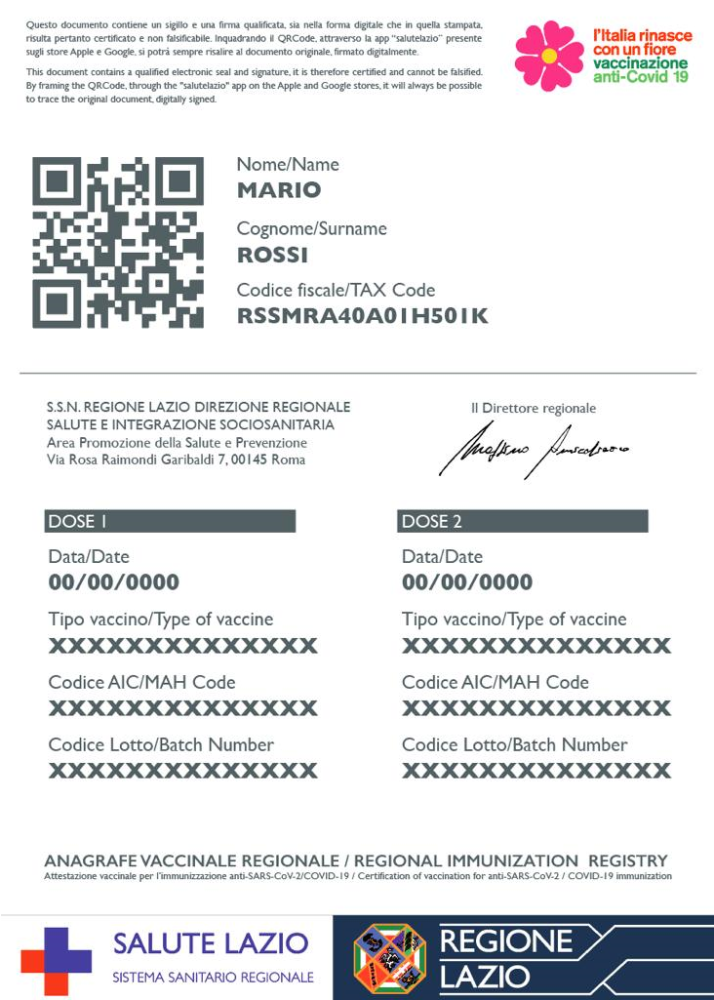 Questo documento contiene un sigillo e una firma qualificata, sia nella forma digitale che in quella stampata,
risulta pertanto certificato e non falsificabile. Inquadrando il QRCode, attraverso la app "salutelazio" presente
sugli store Apple e Google, si potrà sempre risalire al documento originale, firmato digitalmente.
This document contains a qualified electronic seal and signature, it is therefore certified and cannot be falsified.
By framing the QRCode, through the "salutelazio" app on the Apple and Google stores, it will always be possible
to trace the original document, digitally signed.
l'Italia rinasce
con un fiore
vaccinazione
anti-Covid 19
Nome/Name
MARIO
Cognome/Surname
ROSSI
Codice fiscale/TAX Code
RSSMRA40A01H501K
S.S.N. REGIONE LAZIO DIREZIONE REGIONALE
SALUTE E INTEGRAZIONE SOCIOSANITARIA
Area Promozione della Salute e Prevenzione
Via Rosa Raimondi Garibaldi 7, 00145 Roma
Il Direttore regionale
DOSE 1
Data/Date
00/00/0000
Tipo vaccino/Type of vaccine
XXXXXXXXXXXXXX
Codice AIC/MAH Code
XXXXXXXXXXXXXX
Codice Lotto/Batch Number
XXXXXXXXXXXXXX
DOSE 2
Data/Date
00/00/0000
Tipo vaccino/Type of vaccine
XXXXXXXXXXXXXX
Codice AIC/MAH Code
XXXXXXXXXXXXXX
Codice Lotto/Batch Number
XXXXXXXXXXXXXX
ANAGRAFE VACCINALE REGIONALE / REGIONAL IMMUNIZATION REGISTRY
Attestazione vaccinale per l'immunizzazione anti-SARS-CoV-2/COVID-19 / Certification of vaccination for anti-SARS-CoV-2 / COVID-19 immunization
SALUTE LAZIO
SISTEMA SANITARIO REGIONALE
REGIONE
LAZIO